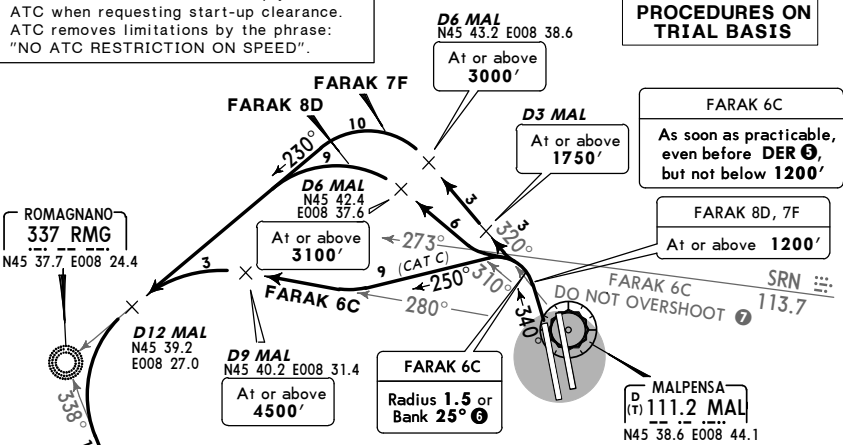 ATC when requesting start-up clearance.
ATC removes limitations by the phrase:
"NO ATC RESTRICTION ON SPEED".
PROCEDURES ON
TRIAL BASIS
D6 MAL
N45 43.2 E008 38.6
At or above
3000'
FARAK 7F
FARAK 8D
10
9
230°
D3 MAL
At or above
1750'
FARAK 6C
As soon as practicable,
even before DER 5,
but not below 1200'
D6 MAL
N45 42.4
E008 37.6
At or above
3100'
3
6
3
320°
FARAK 8D, 7F
At or above 1200'
ROMAGNANO
337 RMG
N45 37.7 E008 24.4
273°
310°
3
9
(CAT C)
250°
FARAK 6C
280°
FARAK 6C
DO NOT OVERSHOOT 7
SRN
113.7
340°
D12 MAL
N45 39.2
E008 27.0
D9 MAL
N45 40.2 E008 31.4
At or above
4500'
FARAK 6C
Radius 1.5 or
Bank 25° 6
MALPENSA
D
(T) 111.2 MAL
N45 38.6 E008 44.1
338°